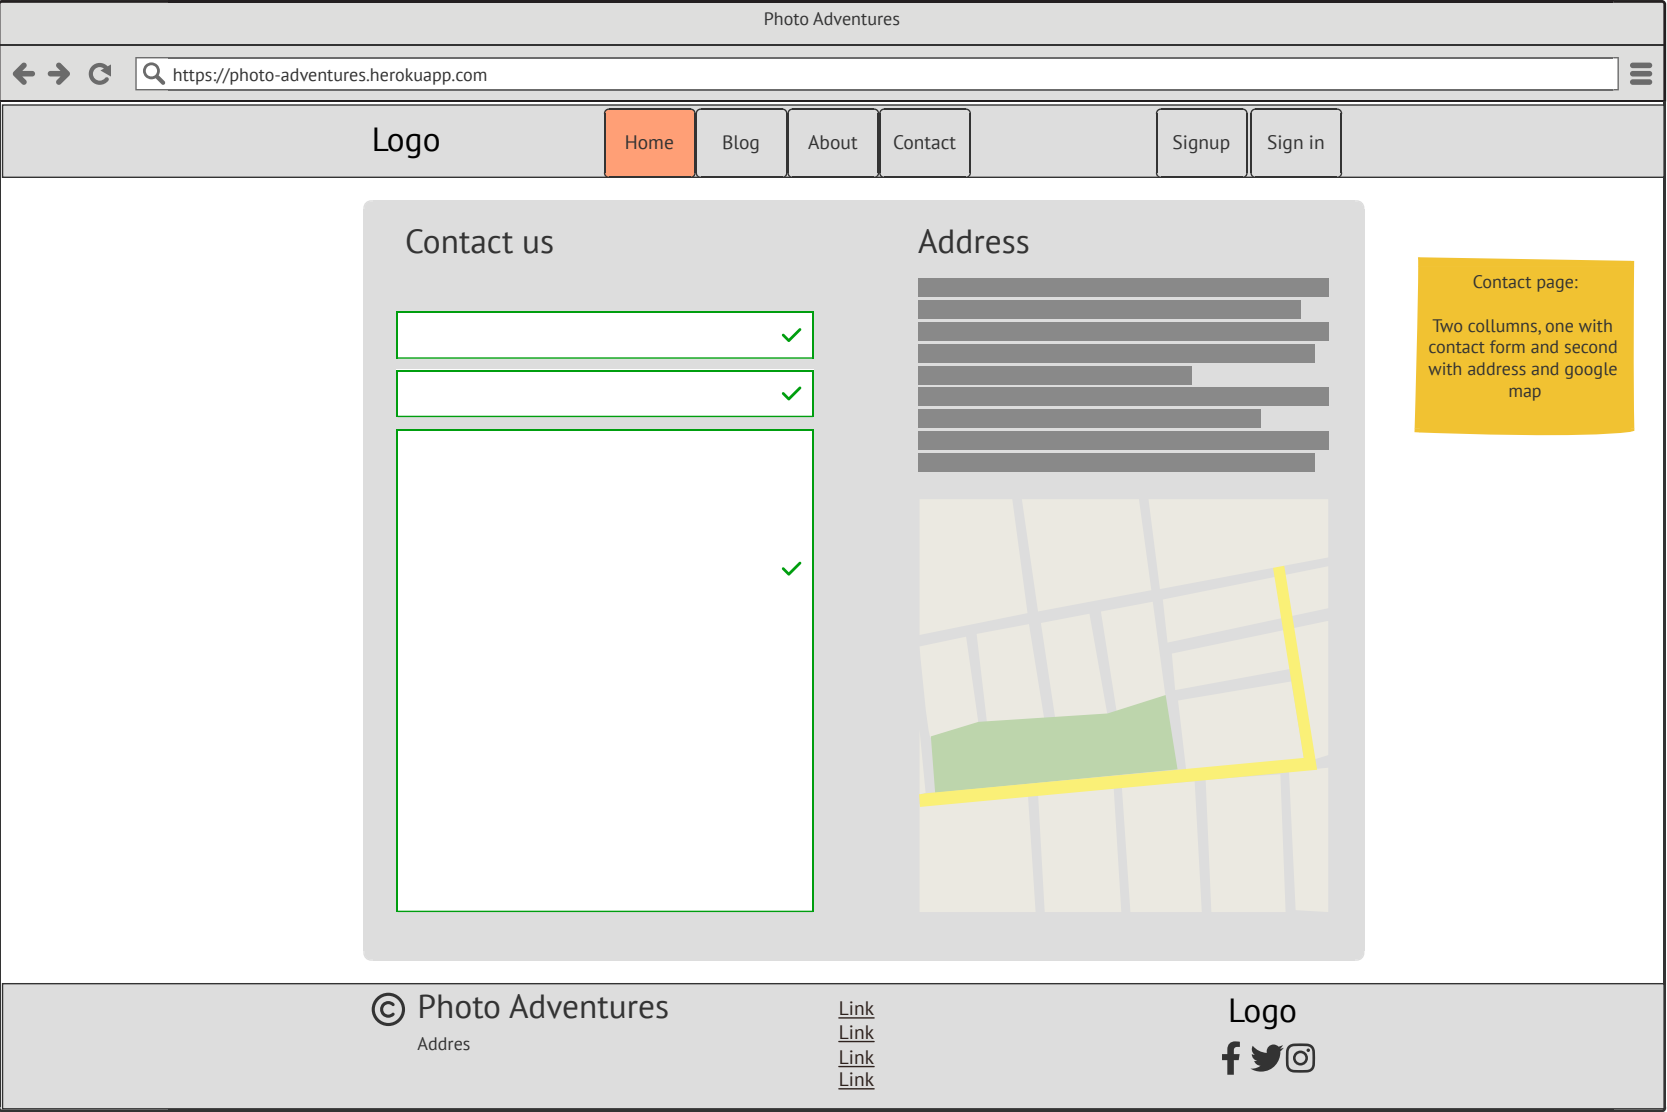 Photo Adventures
https://photo-adventures.herokuapp.com
Logo
Home
Blog
About
Contact
Signup
Sign in
Contact us
Address
Contact page:
Two collumns, one with
contact form and second
with address and google
map
© Photo Adventures
Addres
Link
Link
Link
Link
Logo